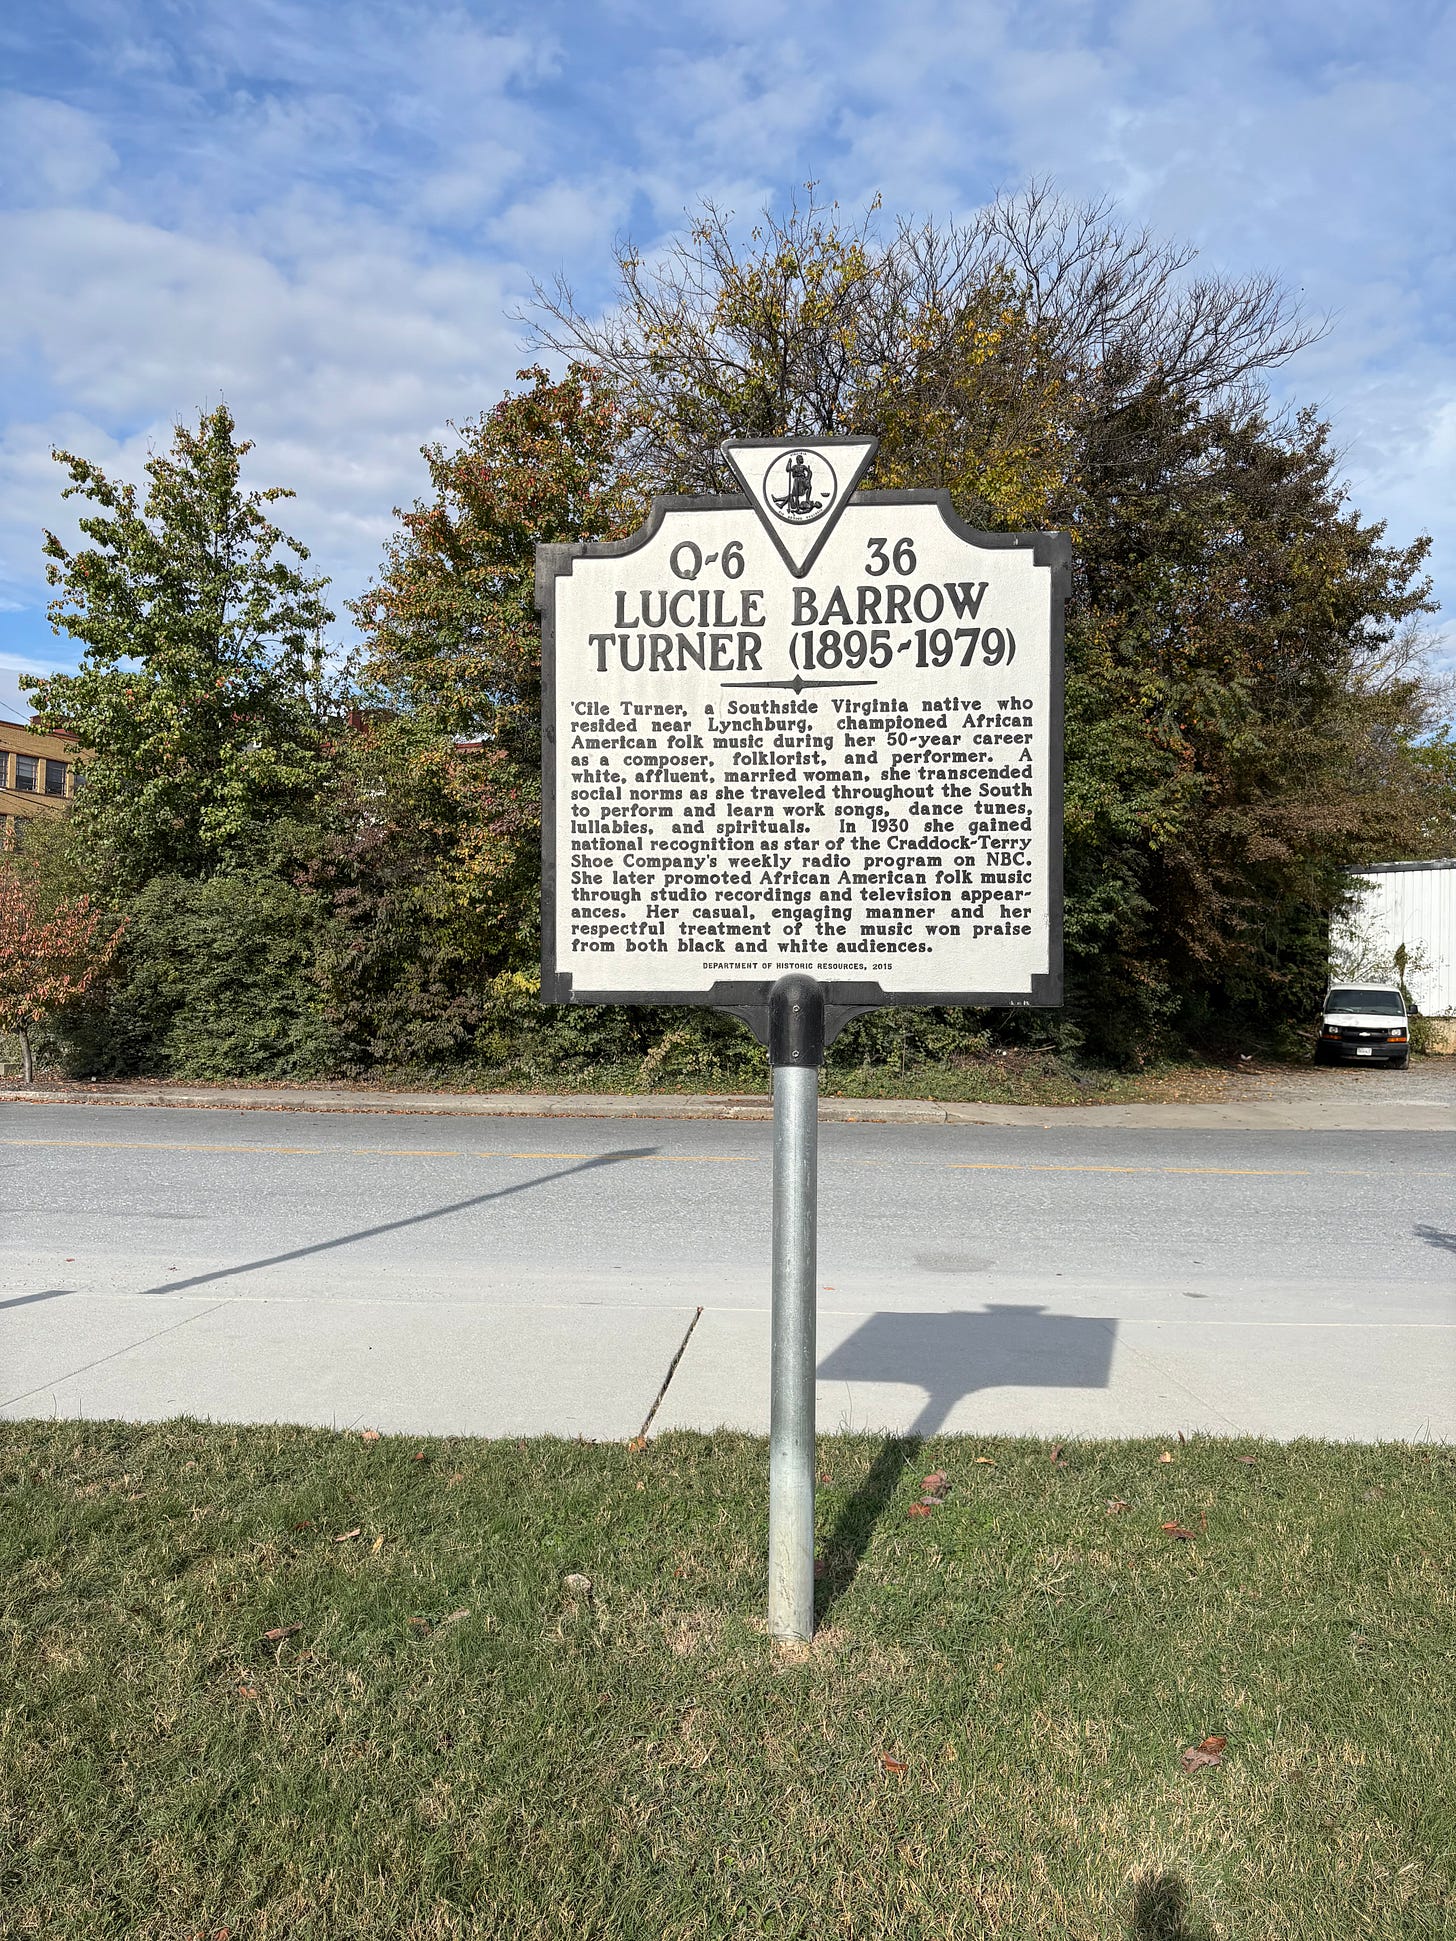 Q-6 36
LUCILE BARROW
TURNER (1895-1979)
'Cile Turner, a Southside Virginia native who
resided near Lynchburg, championed African
American folk music during her 50-year career
as a composer, folklorist, and performer. A
white, affluent, married woman, she transcended
social norms as she traveled throughout the South
to perform and learn work songs, dance tunes,
lullabies, and spirituals. In 1930 she gained
national recognition as star of the Craddock-Terry
Shoe Company's weekly radio program on NBC.
She later promoted African American folk music
through studio recordings and television appear-
ances. Her casual, engaging manner and her
respectful treatment of the music won praise
from both black and white audiences.
DEPARTMENT OF HISTORIC RESOURCES, 2015